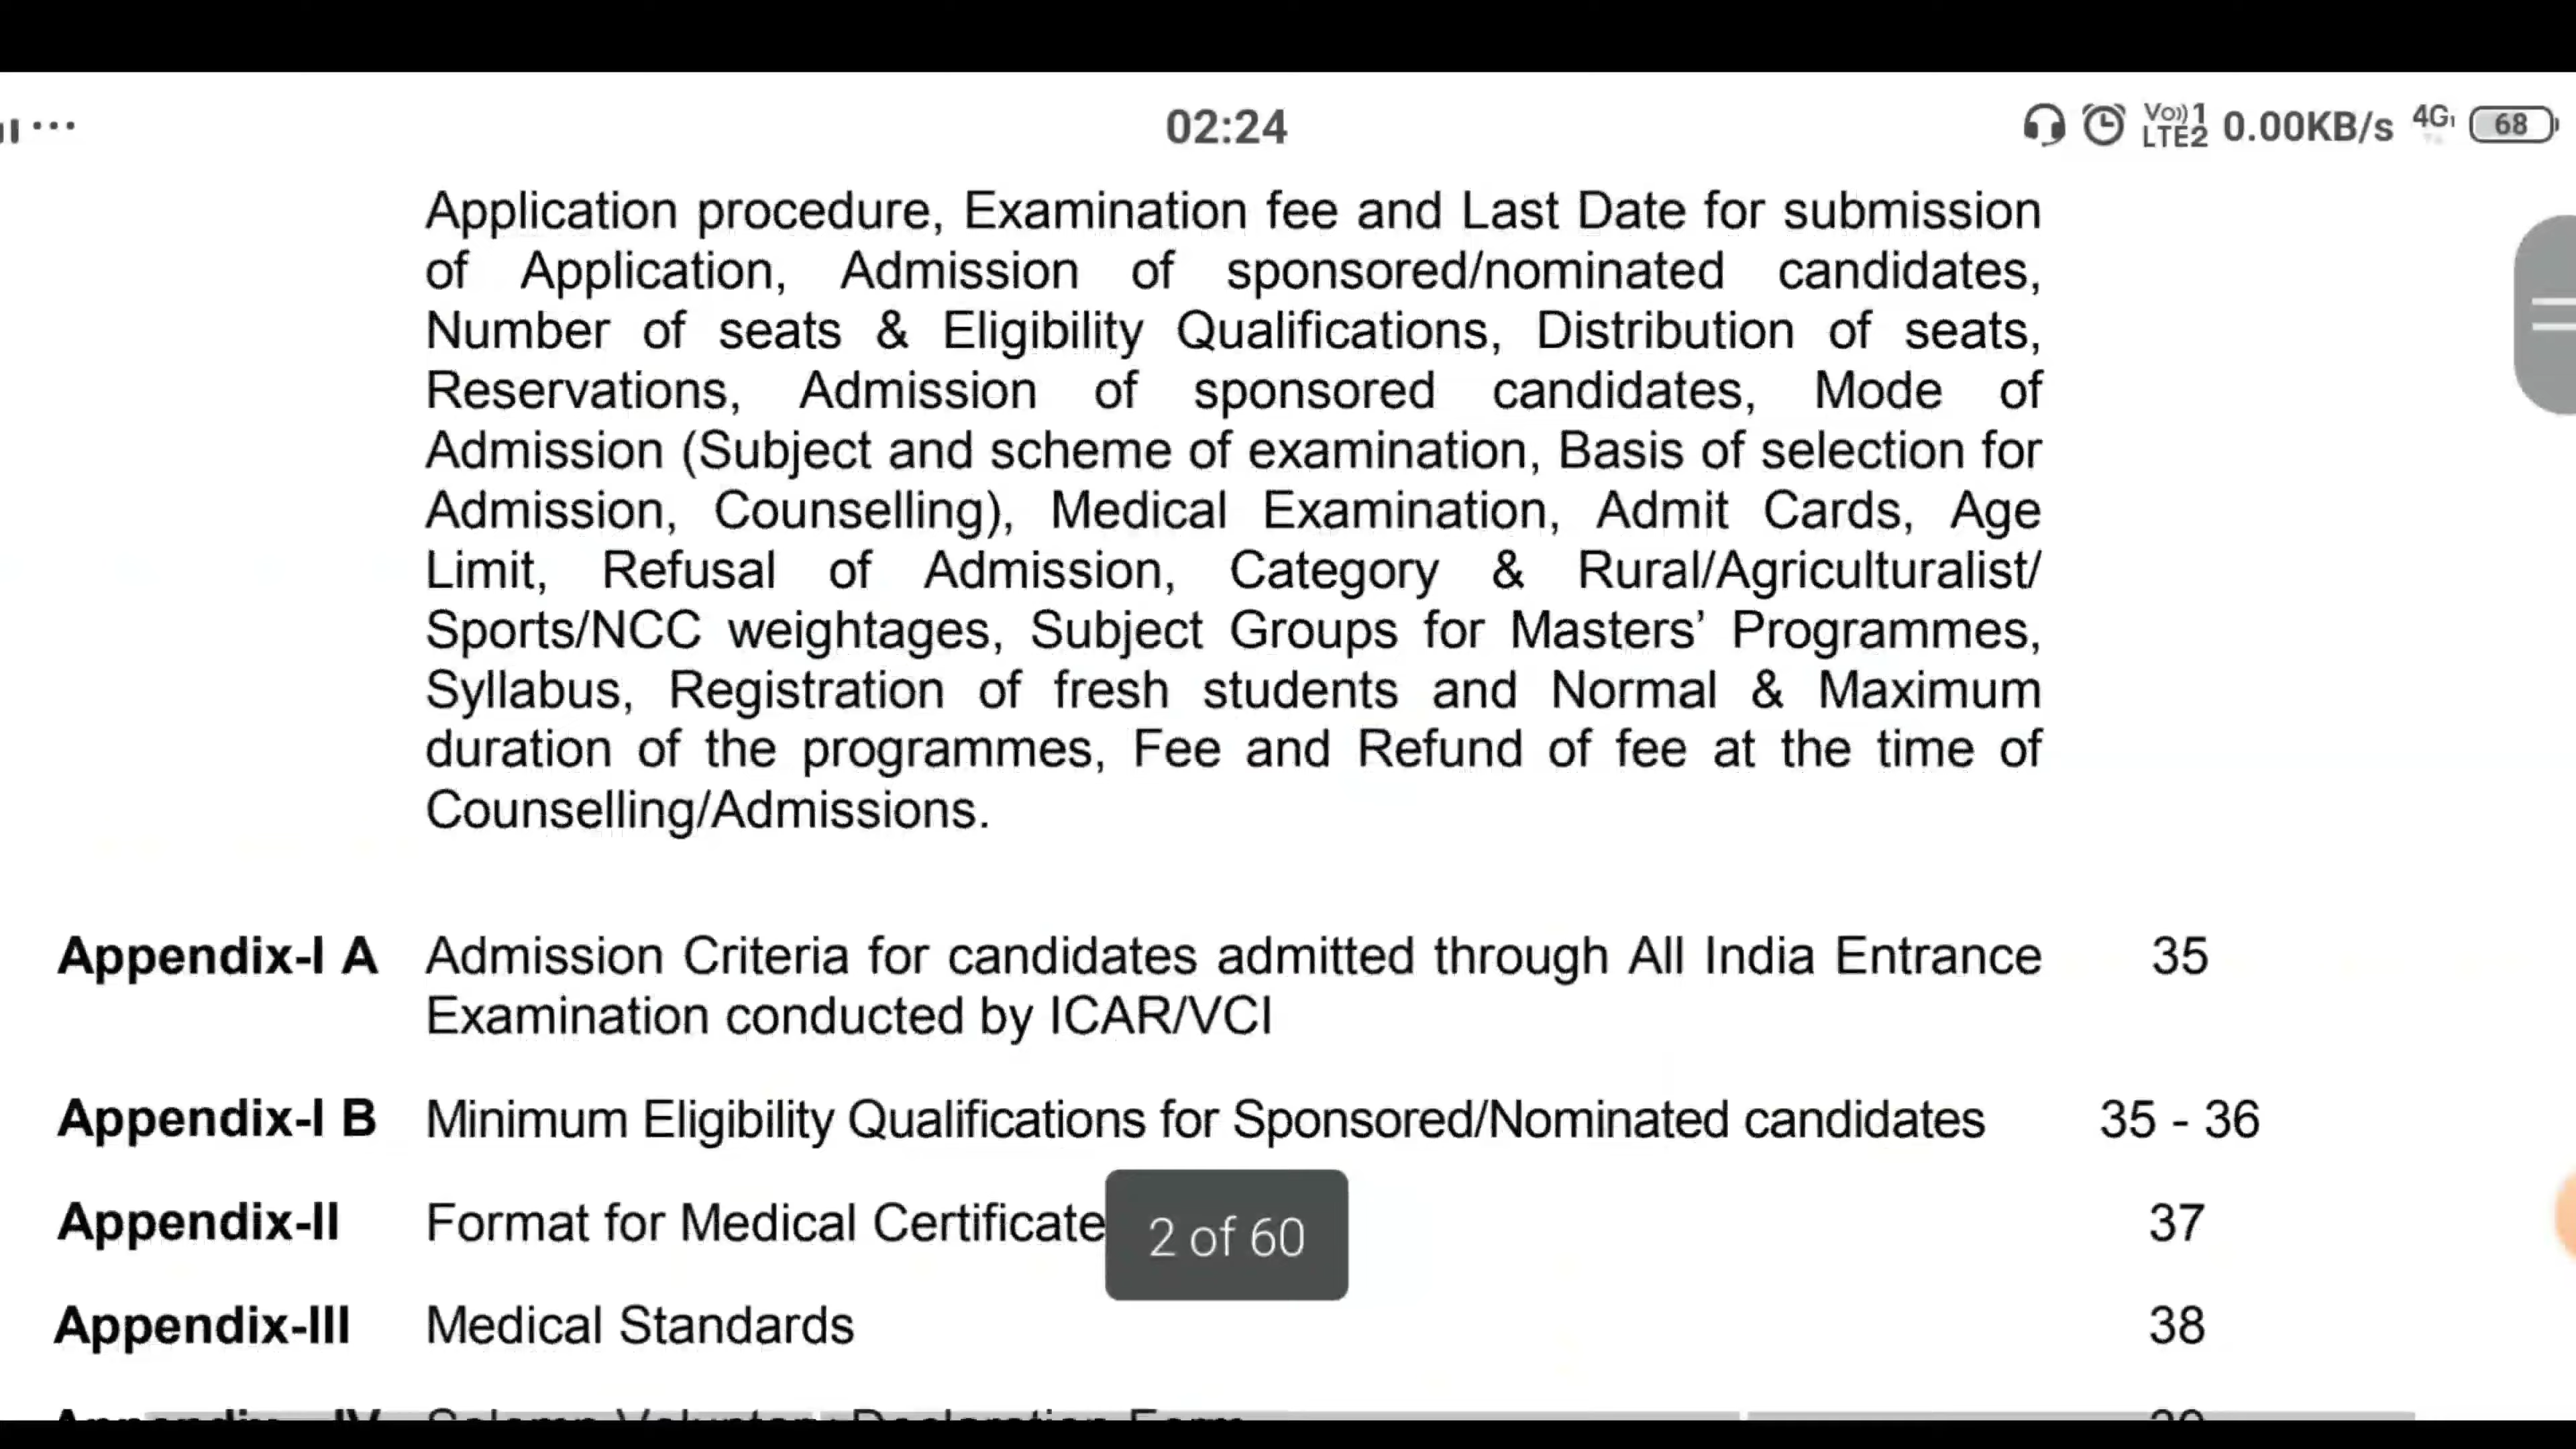 02:24 Vo)) 1 LTE2 0.00KB/s 4G 68
Application procedure, Examination fee and Last Date for submission
of Application, Admission of sponsored/nominated candidates,
Number of seats & Eligibility Qualifications, Distribution of seats,
Reservations, Admission of sponsored candidates, Mode of
Admission (Subject and scheme of examination, Basis of selection for
Admission, Counselling), Medical Examination, Admit Cards, Age
Limit, Refusal of Admission, Category & Rural/Agriculturalist/
Sports/NCC weightages, Subject Groups for Masters’ Programmes,
Syllabus, Registration of fresh students and Normal & Maximum
duration of the programmes, Fee and Refund of fee at the time of
Counselling/Admissions.
Appendix-I A Admission Criteria for candidates admitted through All India Entrance 35
Examination conducted by ICAR/VCI
Appendix-I B Minimum Eligibility Qualifications for Sponsored/Nominated candidates 35 - 36
Appendix-II Format for Medical Certificate 37
2 of 60
Appendix-III Medical Standards 38